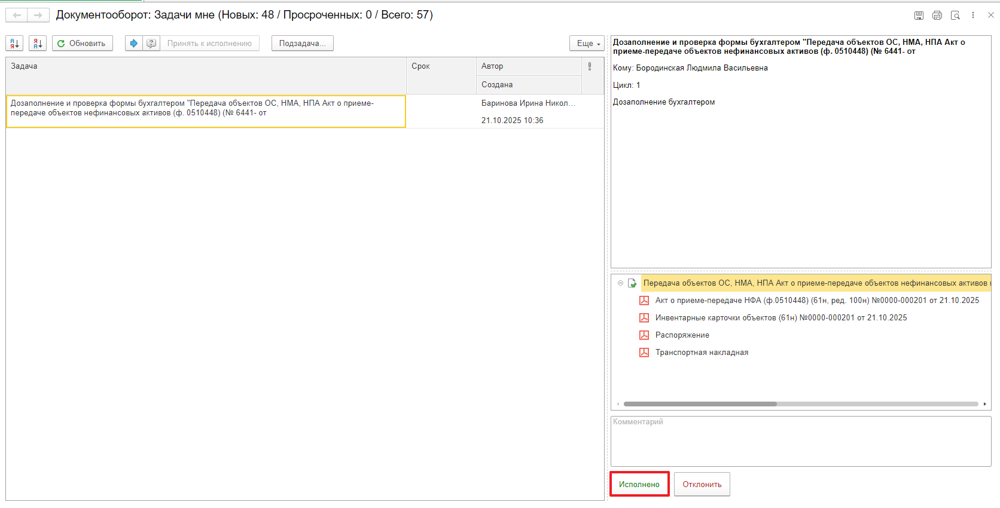 Документооборот: Задачи мне (Новых: 48 / Просроченных: 0 / Всего: 57)
Обновить
Принять к исполнению
Подзадача...
Еще
Задача
Срок
Автор
Создана
Дозаполнение и проверка формы бухгалтером "Передача объектов ОС, НМА, НПА Акт о приеме-
передаче объектов нефинансовых активов (ф. 0510448) (№ 6441- от
Баринова Ирина Никол...
21.10.2025 10:36
Дозаполнение и проверка формы бухгалтером "Передача объектов ОС, НМА, НПА Акт о
приеме-передаче объектов нефинансовых активов (ф. 0510448) (№ 6441- от
Кому: Бородинская Людмила Васильевна
Цикл: 1
Дозаполнение бухгалтером
Передача объектов ОС, НМА, НПА Акт о приеме-передаче объектов нефинансовых активов (
Акт о приеме-передаче НФА (ф.0510448) (61н, ред. 100н) №0000-000201 от 21.10.2025
Инвентарные карточки объектов (61н) №0000-000201 от 21.10.2025
Распоряжение
Транспортная накладная
Комментарий
Исполнено
Отклонить